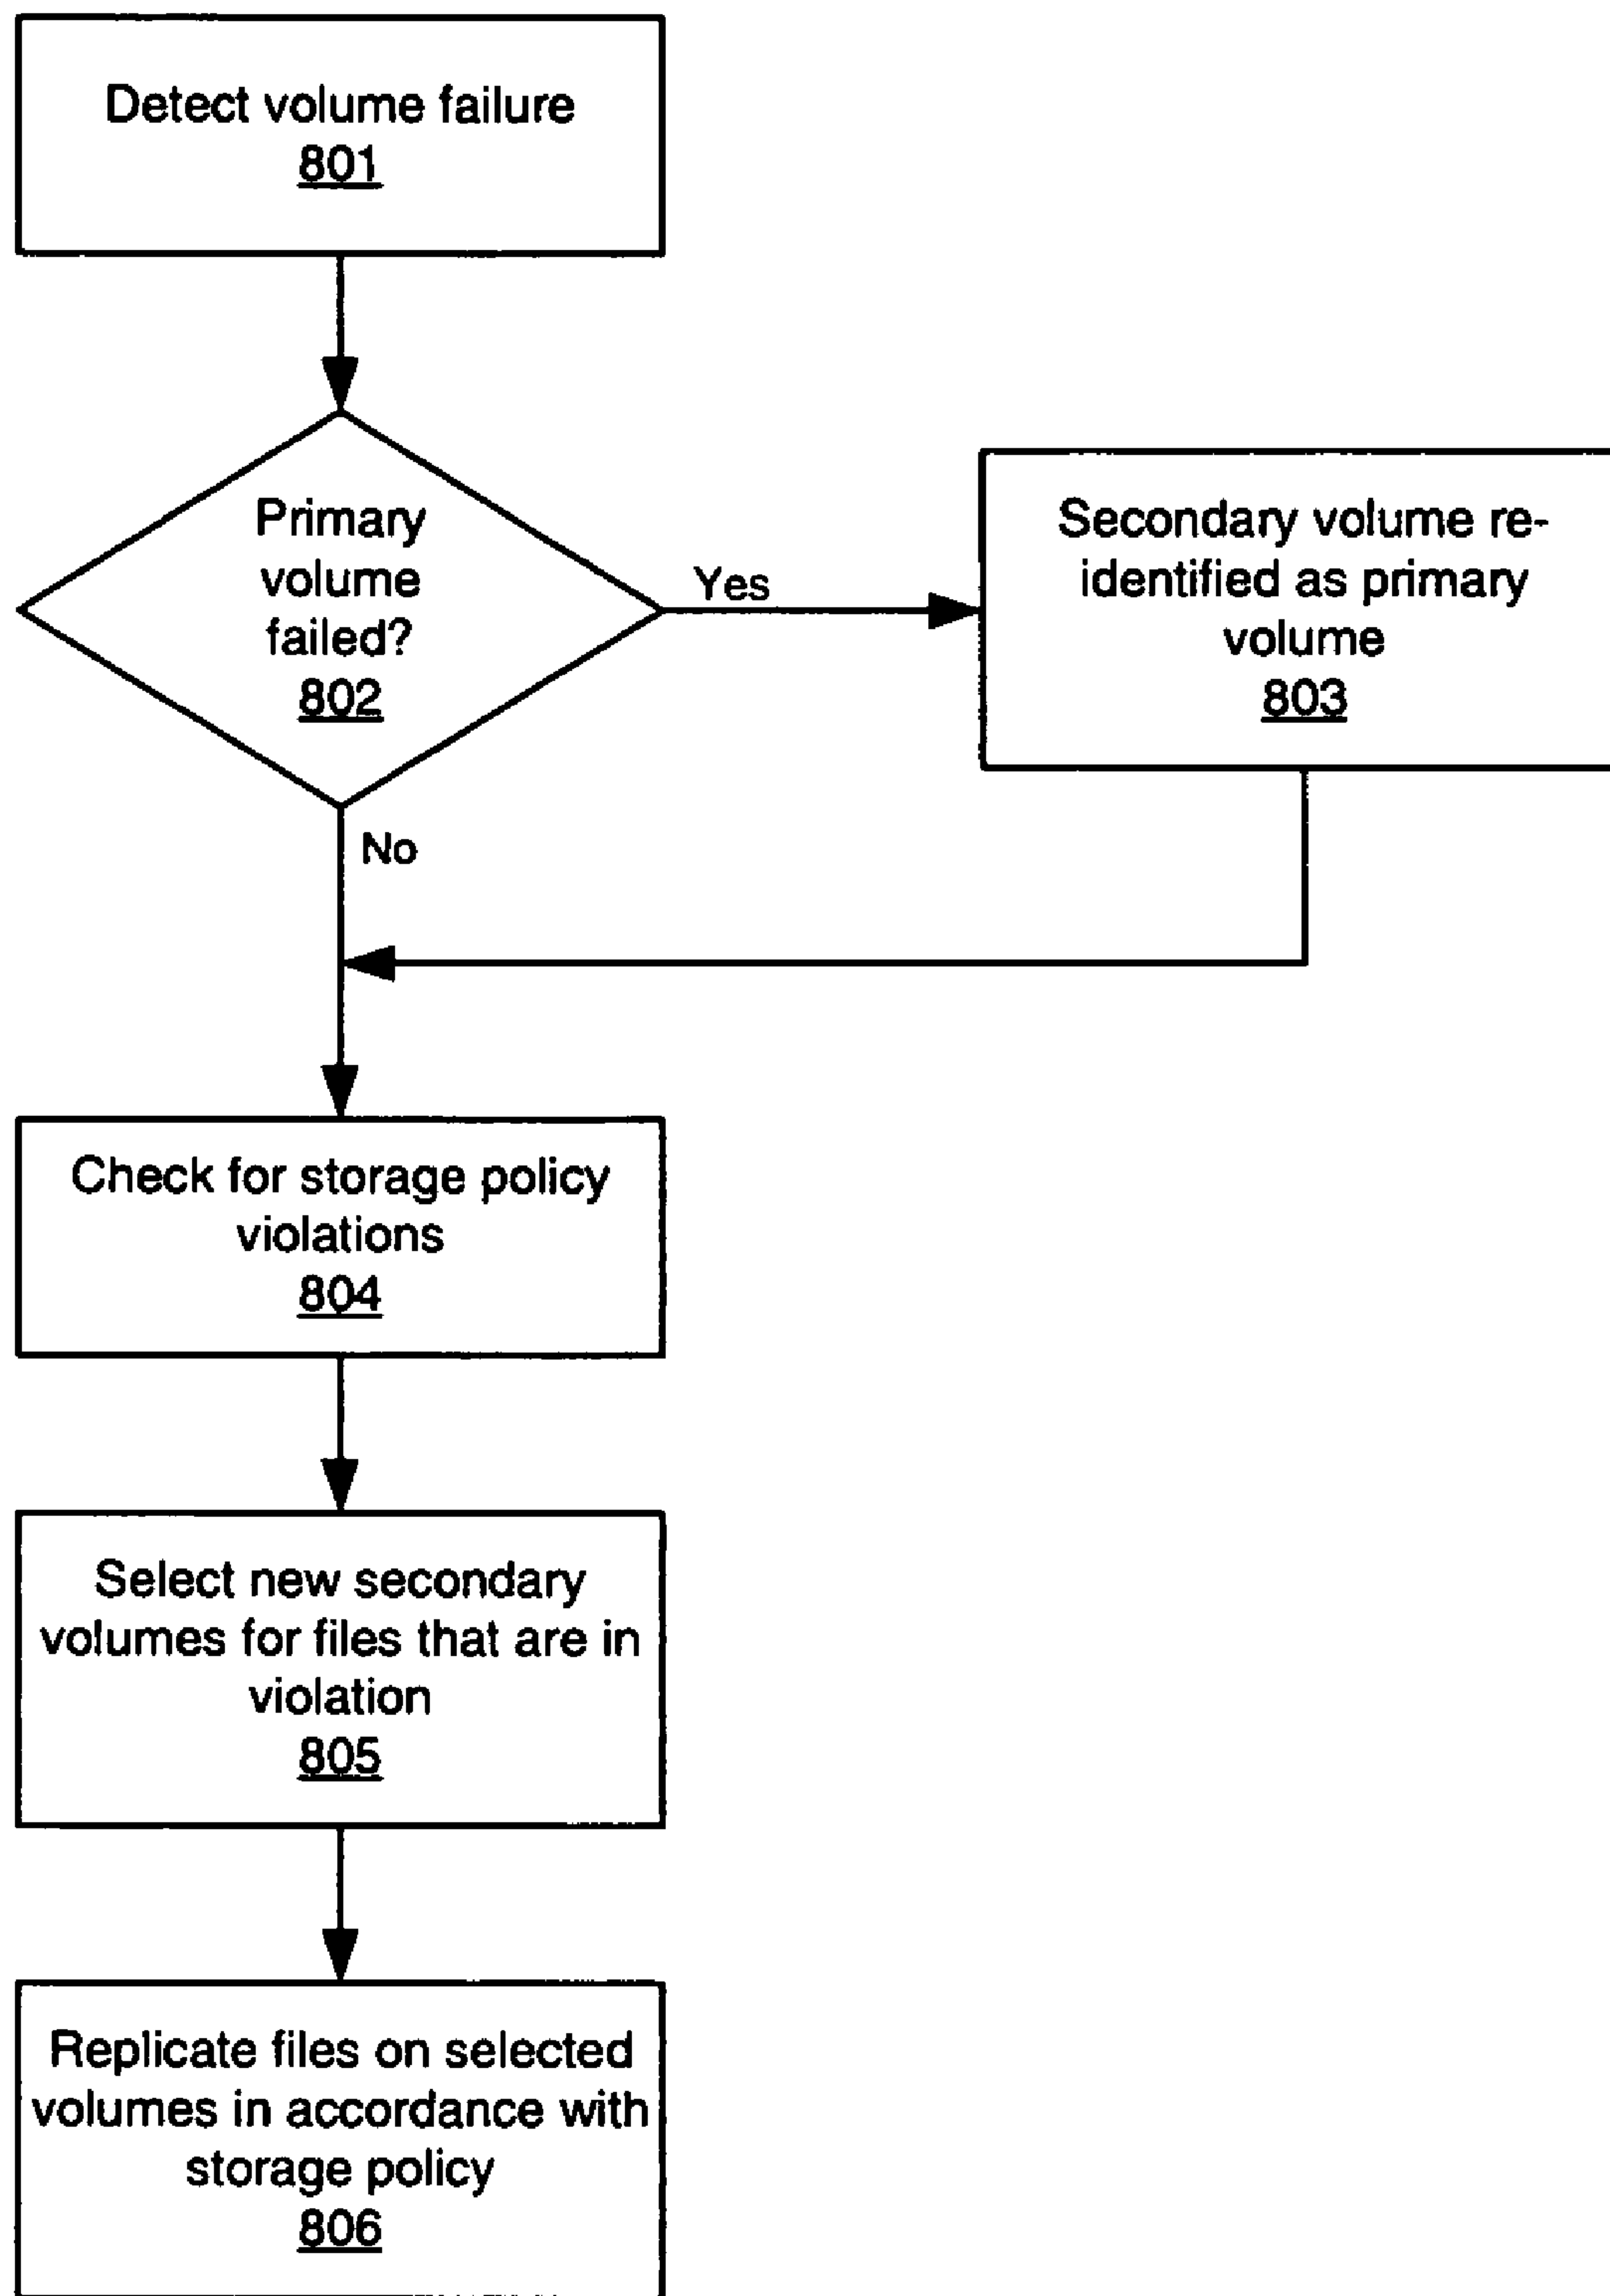 Detect volume failure
801
Primary
volume
failed?
802
Yes
Secondary volume re-
identified as primary
volume
803
No
Check for storage policy
violations
804
Select new secondary
volumes for files that are in
violation
805
Replicate files on selected
volumes in accordance with
storage policy
806